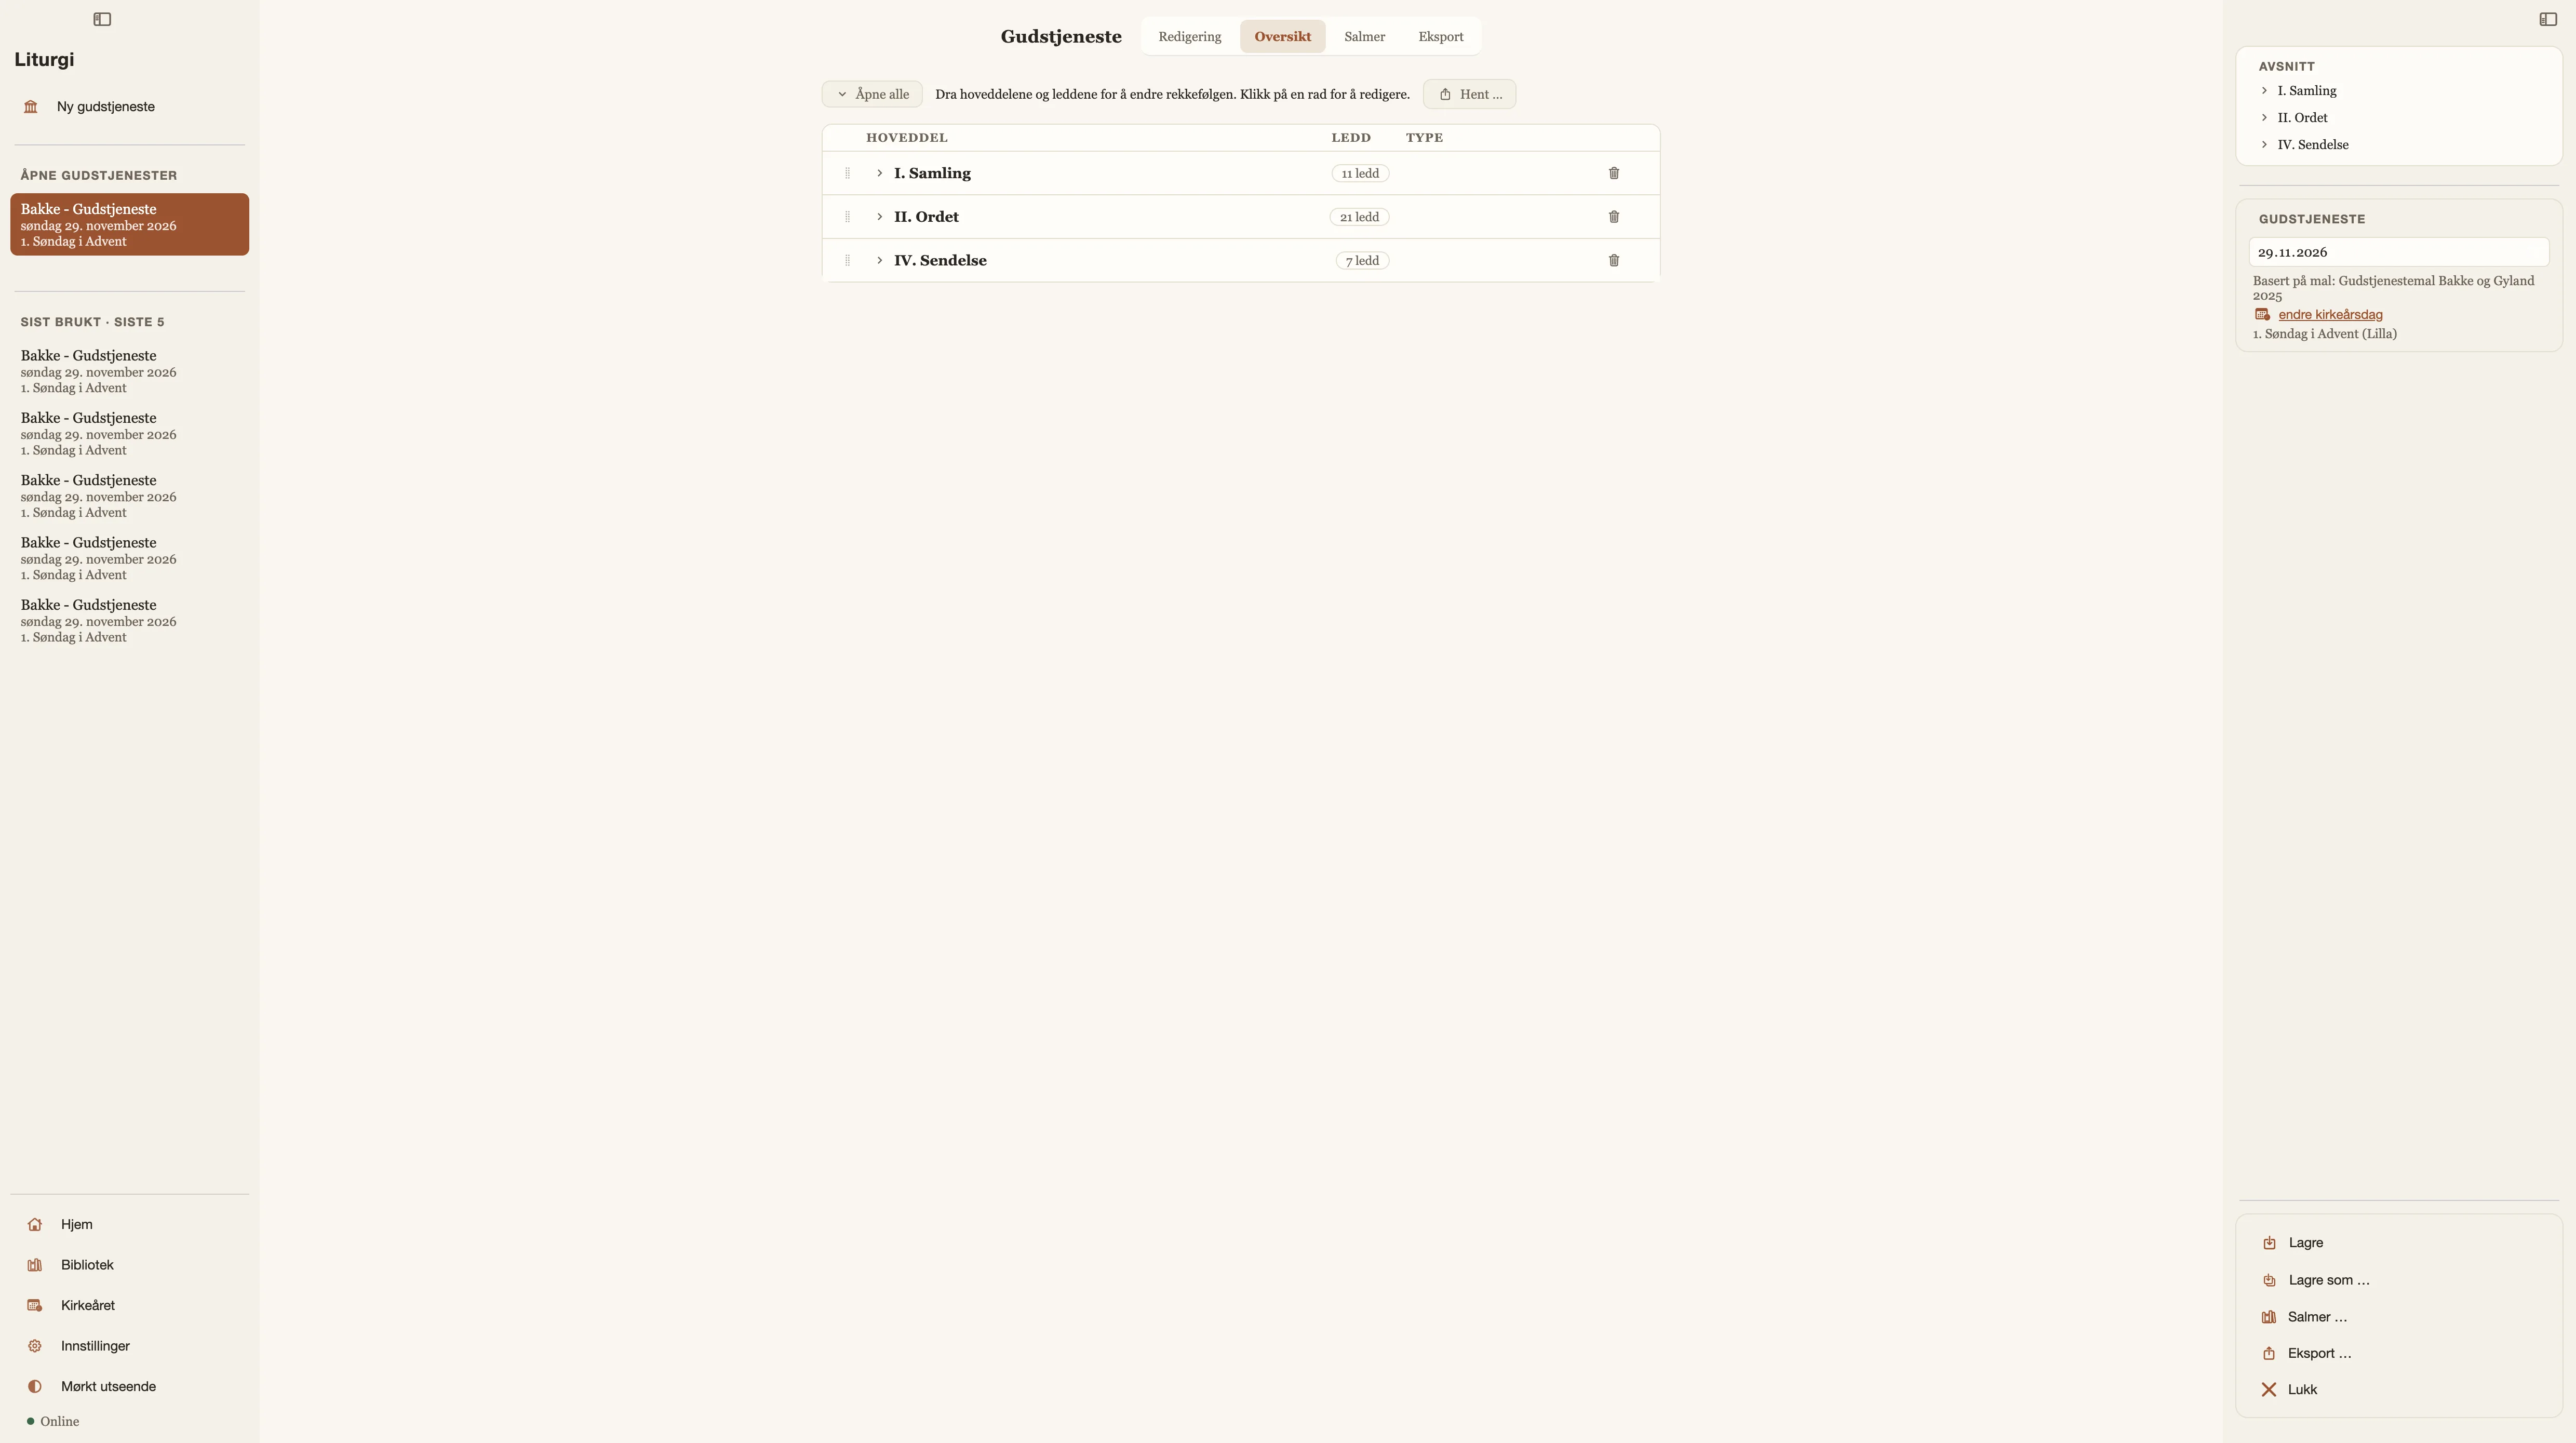 Liturgi
Ny gudstjeneste
ÅPNE GUDSTJENESTER
Bakke - Gudstjeneste
søndag 29. november 2026
1. Søndag i Advent
SIST BRUKT · SISTE 5
Bakke - Gudstjeneste
søndag 29. november 2026
1. Søndag i Advent
Bakke - Gudstjeneste
søndag 29. november 2026
1. Søndag i Advent
Bakke - Gudstjeneste
søndag 29. november 2026
1. Søndag i Advent
Bakke - Gudstjeneste
søndag 29. november 2026
1. Søndag i Advent
Bakke - Gudstjeneste
søndag 29. november 2026
1. Søndag i Advent
Hjem
Bibliotek
Kirkeåret
Innstillinger
Mørkt utseende
Online
Gudstjeneste Redigering Oversikt Salmer Eksport
Åpne alle Dra hoveddelene og leddene for å endre rekkefølgen. Klikk på en rad for å redigere. Hent ...
HOVEDDEL LEDD TYPE
I. Samling 11 ledd
II. Ordet 21 ledd
IV. Sendelse 7 ledd
AVSNITT
I. Samling
II. Ordet
IV. Sendelse
GUDSTJENESTE
29.11.2026
Basert på mal: Gudstjenestemal Bakke og Gyland
2025
endre kirkeårsdag
1. Søndag i Advent (Lilla)
Lagre
Lagre som ...
Salmer ...
Eksport ...
Lukk